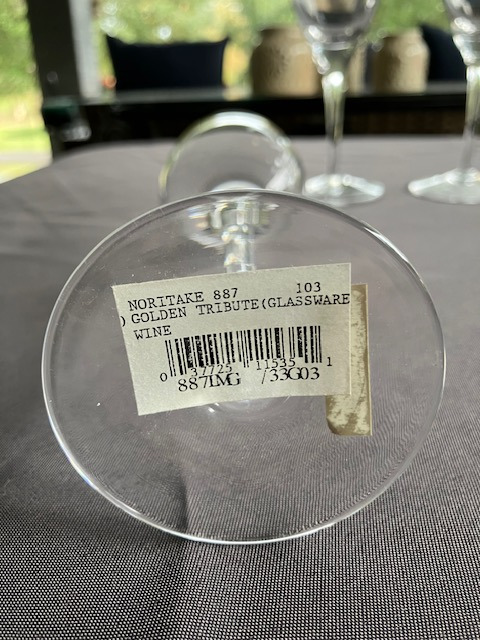 NORITAKE 887 103
) GOLDEN TRIBUTE(GLASSWARE
WINE
0 37725 11535 1
887LMG /33G03